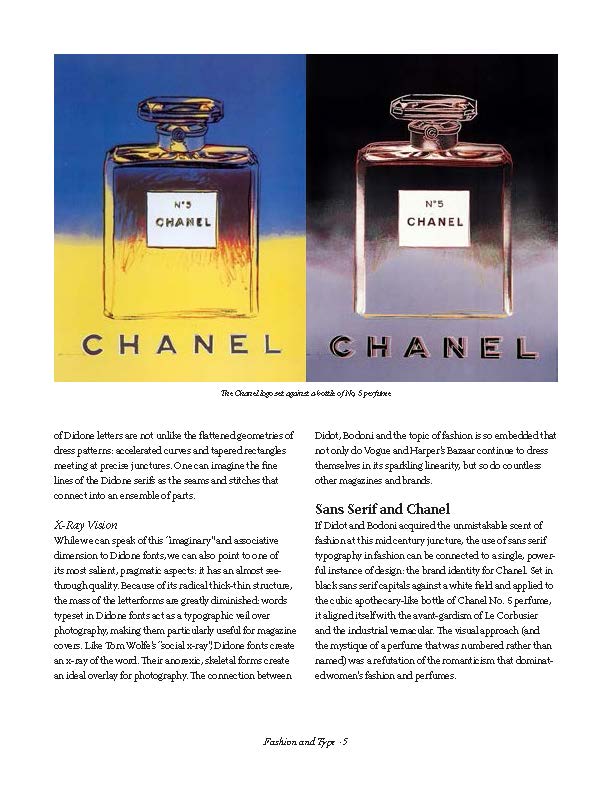 N°5
CHANEL
CHANEL
N°5
CHANEL
CHANEL
The Chanel logo set against a bottle of No. 5 perfume
of Didone letters are not unlike the flattened geometries of
dress patterns: accelerated curves and tapered rectangles
meeting at precise junctures. One can imagine the fine
lines of the Didone serifs as the seams and stitches that
connect into an ensemble of parts.
X-Ray Vision
While we can speak of this "imaginary" and associative
dimension to Didone fonts, we can also point to one of
its most salient, pragmatic aspects: it has an almost see-
through quality. Because of its radical thick-thin structure,
the mass of the letterforms are greatly diminished: words
typeset in Didone fonts act as a typographic veil over
photography, making them particularly useful for magazine
covers. Like Tom Wolfe's "social x-ray", Didone fonts create
an x-ray of the word. Their anorexic, skeletal forms create
an ideal overlay for photography. The connection between
Didot, Bodoni and the topic of fashion is so embedded that
not only do Vogue and Harper's Bazaar continue to dress
themselves in its sparkling linearity, but so do countless
other magazines and brands.
Sans Serif and Chanel
If Didot and Bodoni acquired the unmistakable scent of
fashion at this mid century juncture, the use of sans serif
typography in fashion can be connected to a single, power-
ful instance of design: the brand identity for Chanel. Set in
black sans serif capitals against a white field and applied to
the cubic apothecary-like bottle of Chanel No. 5 perfume,
it aligned itself with the avant-gardism of Le Corbusier
and the industrial vernacular. The visual approach (and
the mystique of a perfume that was numbered rather than
named) was a refutation of the romanticism that dominat-
ed women's fashion and perfumes.
Fashion and Type · 5